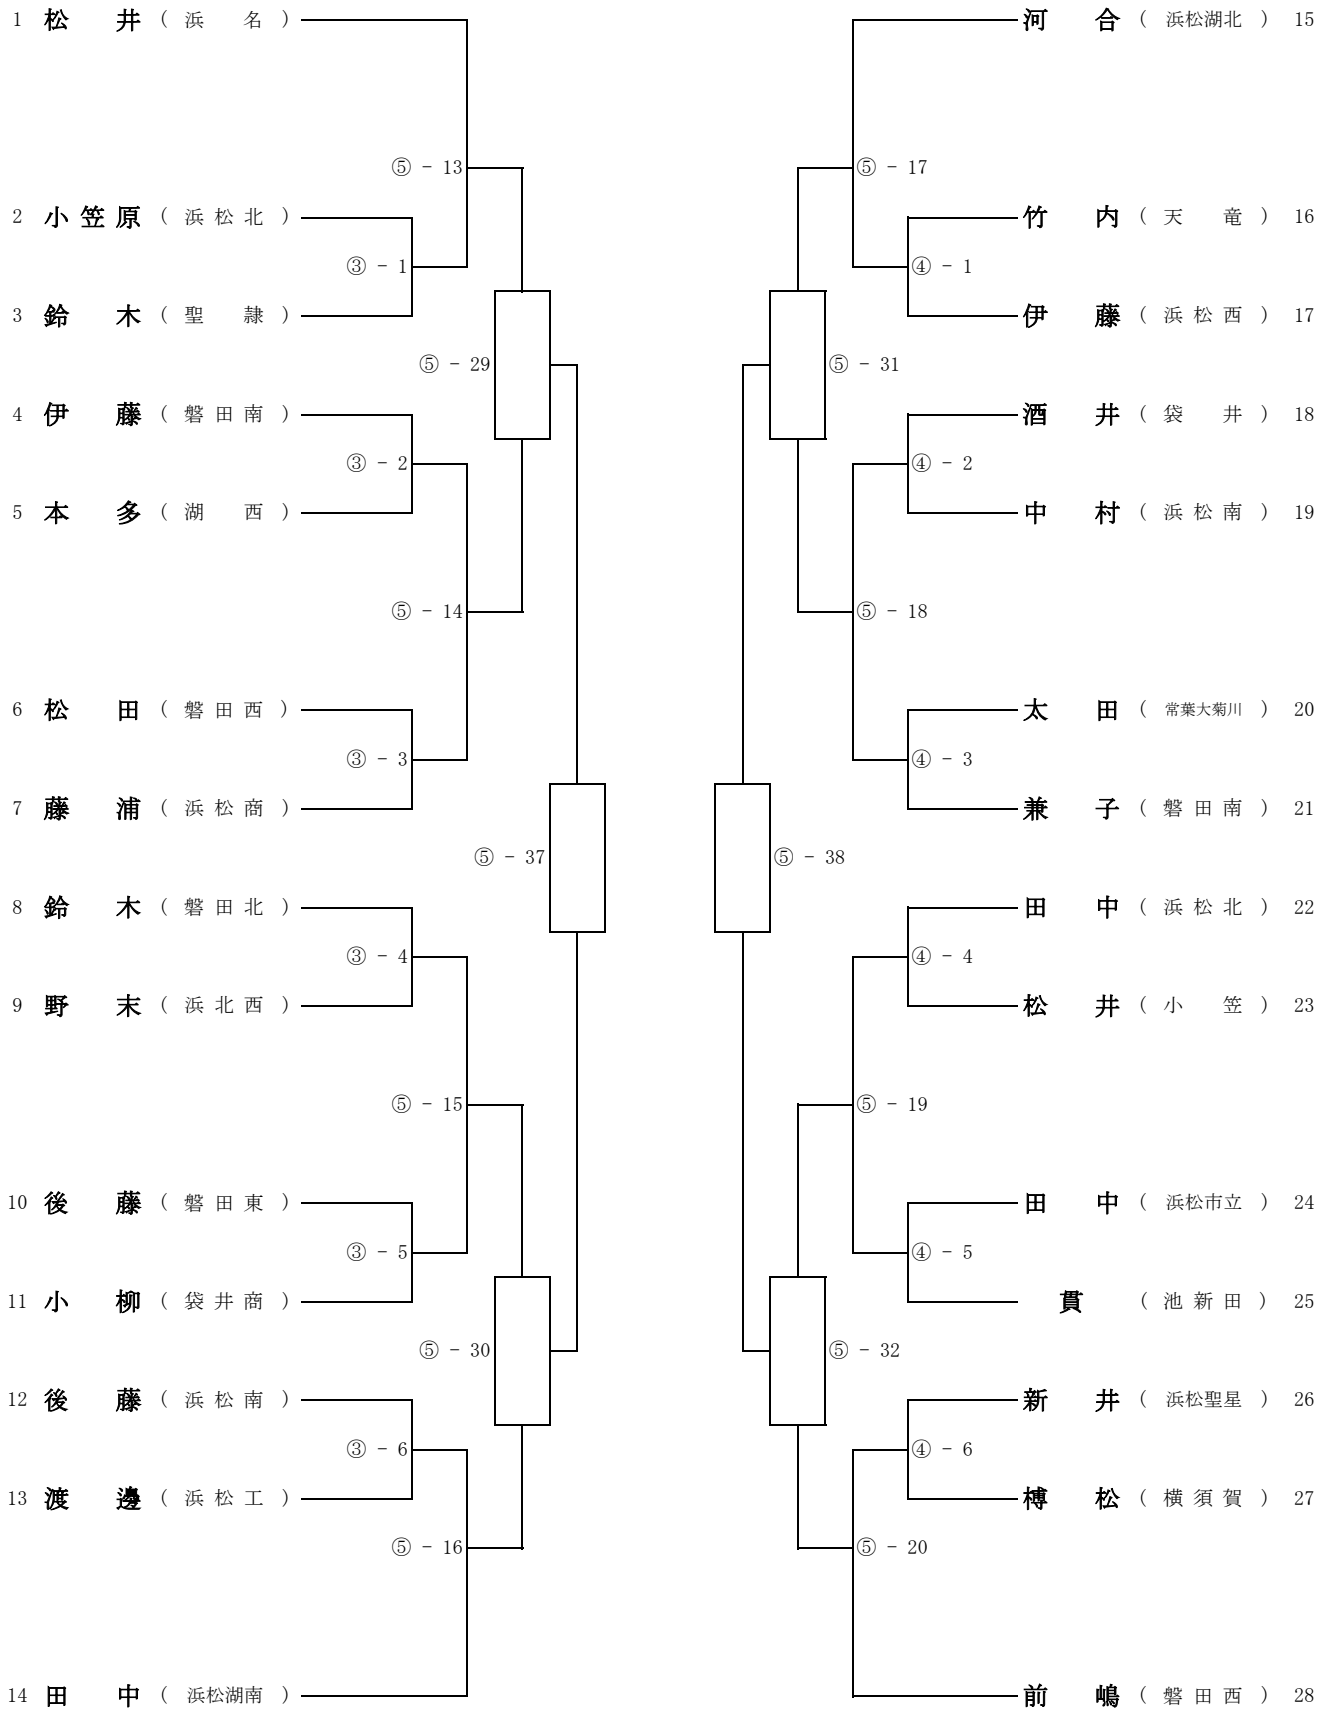 1 松井 ( 浜名 )
⑤ - 13
2 小笠原 ( 浜松北 )
③ - 1
3 鈴木 ( 聖隷 )
⑤ - 29
4 伊藤 ( 磐田南 )
③ - 2
5 本多 ( 湖西 )
⑤ - 14
6 松田 ( 磐田西 )
③ - 3
7 藤浦 ( 浜松商 )
⑤ - 37
8 鈴木 ( 磐田北 )
③ - 4
9 野末 ( 浜北西 )
⑤ - 15
10 後藤 ( 磐田東 )
③ - 5
11 小柳 ( 袋井商 )
⑤ - 30
12 後藤 ( 浜松南 )
③ - 6
13 渡邊 ( 浜松工 )
⑤ - 16
14 田中 ( 浜松湖南 )
河合 ( 浜松湖北 ) 15
⑤ - 17
竹内 ( 天竜 ) 16
④ - 1
伊藤 ( 浜松西 ) 17
⑤ - 31
酒井 ( 袋井 ) 18
④ - 2
中村 ( 浜松南 ) 19
⑤ - 18
太田 ( 常葉大菊川 ) 20
④ - 3
兼子 ( 磐田南 ) 21
⑤ - 38
田中 ( 浜松北 ) 22
④ - 4
松井 ( 小笠 ) 23
⑤ - 19
田中 ( 浜松市立 ) 24
④ - 5
貫 ( 池新田 ) 25
⑤ - 32
新井 ( 浜松聖星 ) 26
④ - 6
榑松 ( 横須賀 ) 27
⑤ - 20
前嶋 ( 磐田西 ) 28